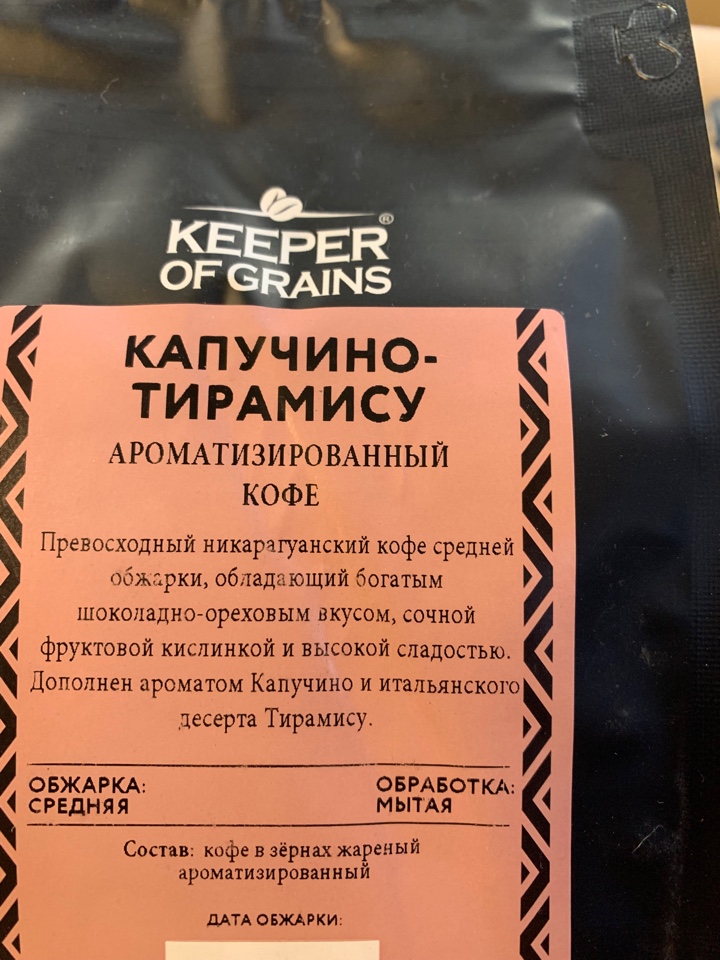 KEEPER®
OF GRAINS
КАПУЧИНО-
ТИРАМИСУ
АРОМАТИЗИРОВАННЫЙ
КОФЕ
Превосходный никарагуанский кофе средней
обжарки, обладающий богатым
шоколадно-ореховым вкусом, сочной
фруктовой кислинкой и высокой сладостью.
Дополнен ароматом Капучино и итальянского
десерта Тирамису.
ОБЖАРКА:
СРЕДНЯЯ
ОБРАБОТКА:
МЫТАЯ
Состав: кофе в зёрнах жареный
ароматизированный
ДАТА ОБЖАРКИ: